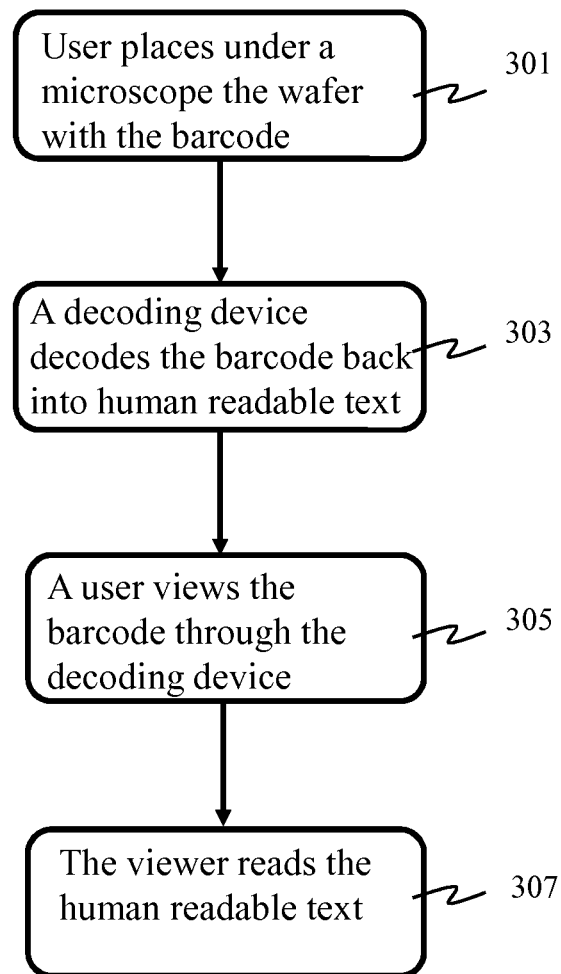 User places under a
microscope the wafer
with the barcode
301
A decoding device
decodes the barcode back
into human readable text
303
A user views the
barcode through the
decoding device
305
The viewer reads the
human readable text
307